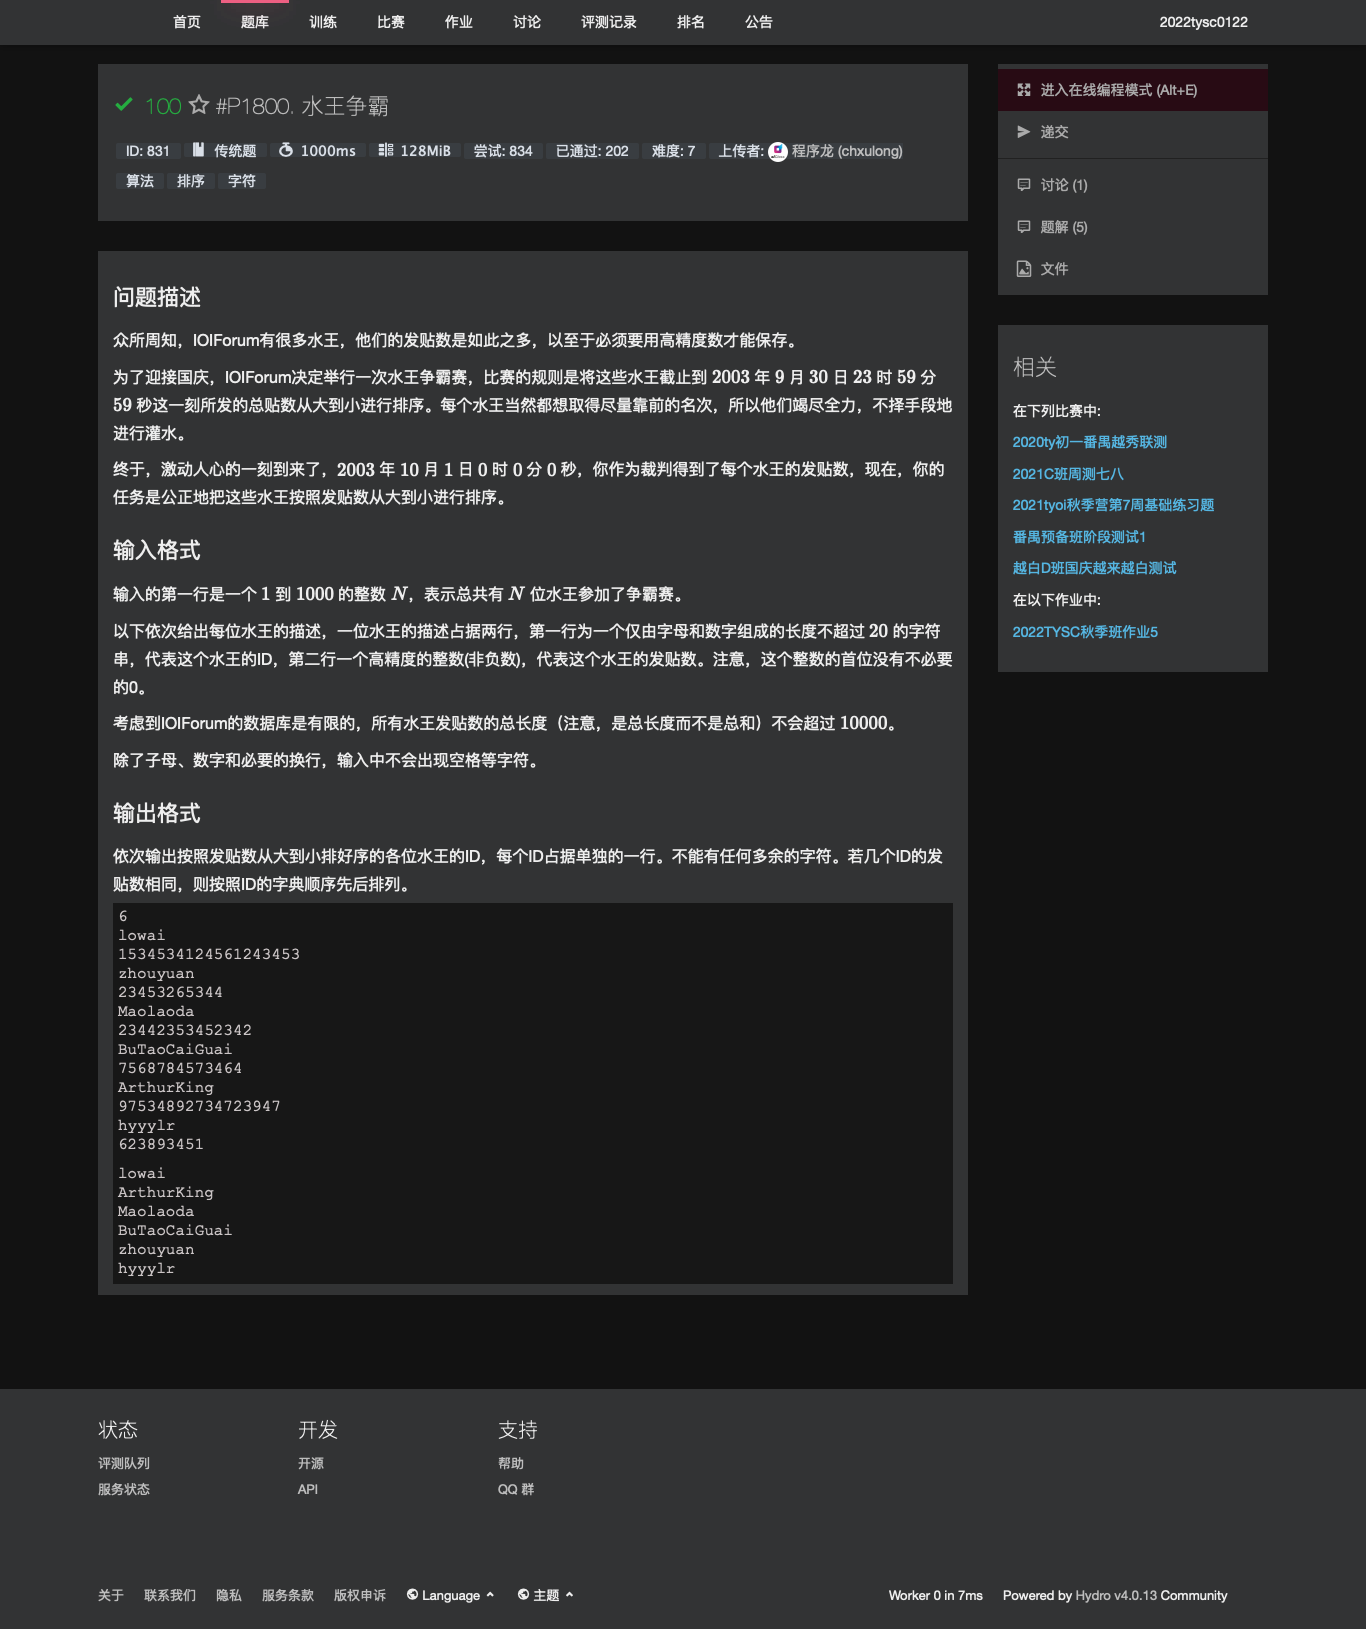 首页 题库 训练 比赛 作业 讨论 评测记录 排名 公告 2022tysc0122
100 #P1800. 水王争霸
ID: 831 传统题 1000ms 128MiB 尝试: 834 已通过: 202 难度: 7 上传者: 程序龙 (chxulong)
算法 排序 字符
问题描述
众所周知，IOIForum有很多水王，他们的发贴数是如此之多，以至于必须要用高精度数才能保存。
为了迎接国庆，IOIForum决定举行一次水王争霸赛，比赛的规则是将这些水王截止到 2003 年 9 月 30 日 23 时 59 分
59 秒这一刻所发的总贴数从大到小进行排序。每个水王当然都想取得尽量靠前的名次，所以他们竭尽全力，不择手段地
进行灌水。
终于，激动人心的一刻到来了，2003 年 10 月 1 日 0 时 0 分 0 秒，你作为裁判得到了每个水王的发贴数，现在，你的
任务是公正地把这些水王按照发贴数从大到小进行排序。
输入格式
输入的第一行是一个 1 到 1000 的整数 N，表示总共有 N 位水王参加了争霸赛。
以下依次给出每位水王的描述，一位水王的描述占据两行，第一行为一个仅由字母和数字组成的长度不超过 20 的字符
串，代表这个水王的ID，第二行一个高精度的整数(非负数)，代表这个水王的发贴数。注意，这个整数的首位没有不必要
的0。
考虑到IOIForum的数据库是有限的，所有水王发贴数的总长度（注意，是总长度而不是总和）不会超过 10000。
除了子母、数字和必要的换行，输入中不会出现空格等字符。
输出格式
依次输出按照发贴数从大到小排好序的各位水王的ID，每个ID占据单独的一行。不能有任何多余的字符。若几个ID的发
贴数相同，则按照ID的字典顺序先后排列。
6
lowai
1534534124561243453
zhouyuan
23453265344
Maolaoda
23442353452342
BuTaoCaiGuai
7568784573464
ArthurKing
97534892734723947
hyyylr
623893451
lowai
ArthurKing
Maolaoda
BuTaoCaiGuai
zhouyuan
hyyylr
进入在线编程模式 (Alt+E)
递交
讨论 (1)
题解 (5)
文件
相关
在下列比赛中:
2020ty初一番禺越秀联测
2021C班周测七八
2021tyoi秋季营第7周基础练习题
番禺预备班阶段测试1
越白D班国庆越来越白测试
在以下作业中:
2022TYSC秋季班作业5
状态 开发 支持
评测队列 开源 帮助
服务状态 API QQ 群
关于 联系我们 隐私 服务条款 版权申诉 Language 主题 Worker 0 in 7ms Powered by Hydro v4.0.13 Community